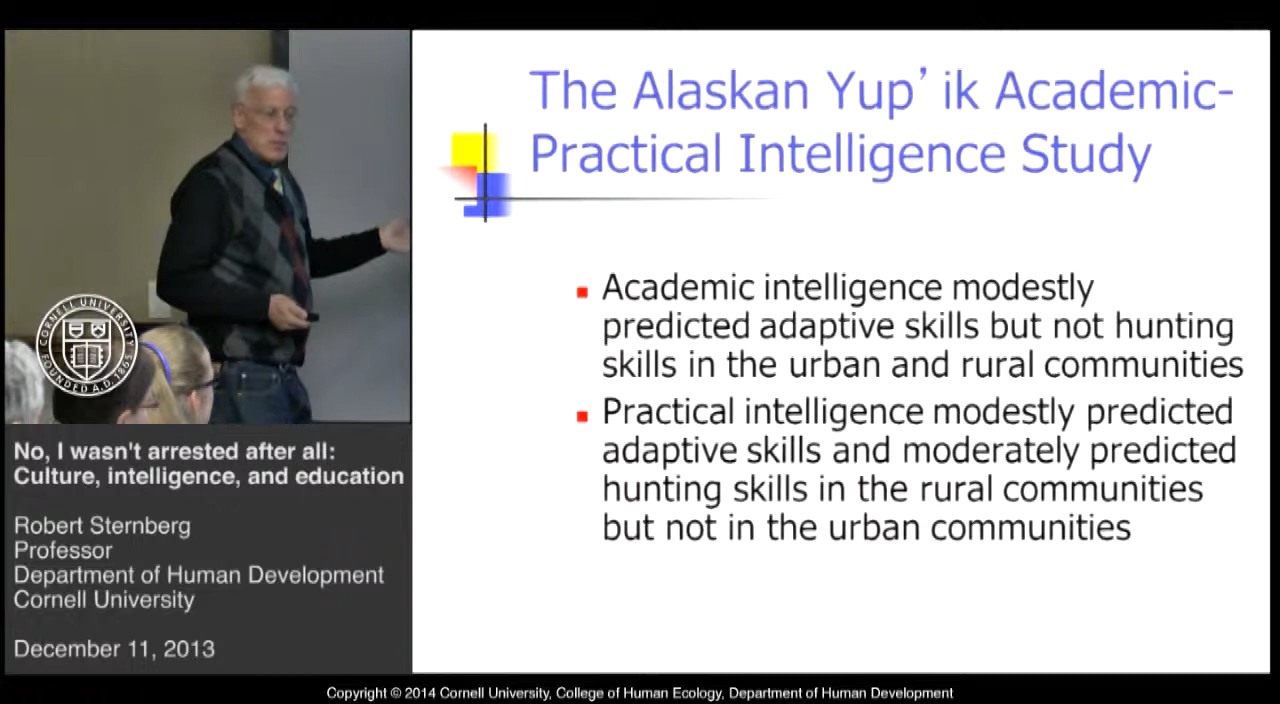 The Alaskan Yup’ik Academic-
Practical Intelligence Study
Academic intelligence modestly
predicted adaptive skills but not hunting
skills in the urban and rural communities
Practical intelligence modestly predicted
adaptive skills and moderately predicted
hunting skills in the rural communities
but not in the urban communities
CORNELL UNIVERSITY
FOUNDED A.D. 1865
No, I wasn't arrested after all:
Culture, intelligence, and education
Robert Sternberg
Professor
Department of Human Development
Cornell University
December 11, 2013
Copyright © 2014 Cornell University, College of Human Ecology, Department of Human Development